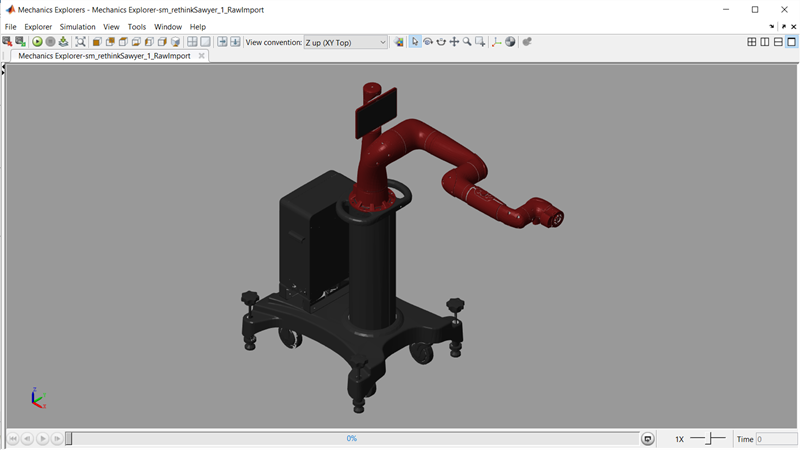 Mechanics Explorers - Mechanics Explorer-sm_rethinkSawyer_1_RawImport
File Explorer Simulation View Tools Window Help
View convention: Z up (XY Top)
Mechanics Explorer-sm_rethinkSawyer_1_RawImport
Z
Y
X
0%
1X
Time 0